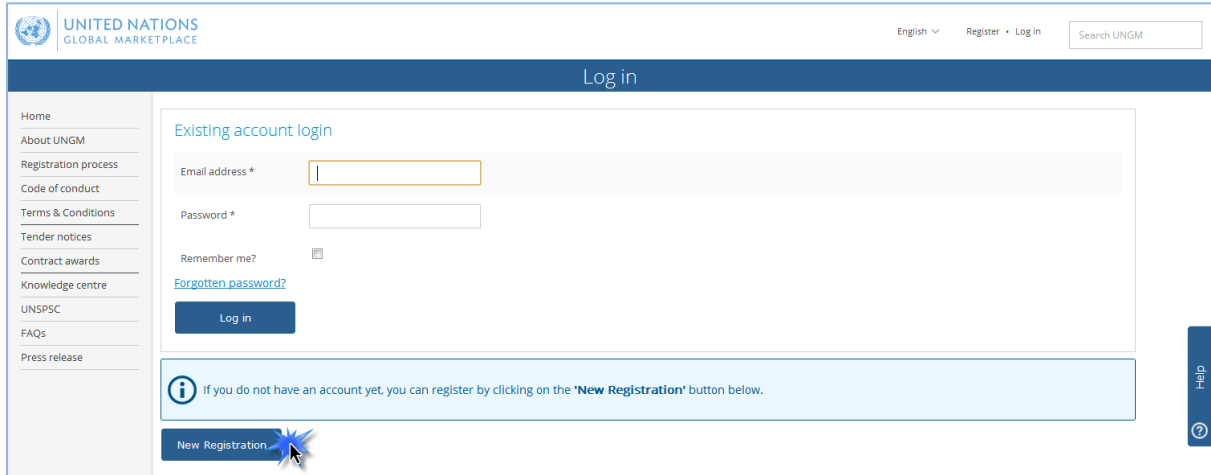 UNITED NATIONS
GLOBAL MARKETPLACE
English
Register • Log in
Search UNGM
Log in
Home
About UNGM
Registration process
Code of conduct
Terms & Conditions
Tender notices
Contract awards
Knowledge centre
UNSPSC
FAQs
Press release
Existing account login
Email address *
Password *
Remember me?
Forgotten password?
Log in
If you do not have an account yet, you can register by clicking on the 'New Registration' button below.
New Registration
Help